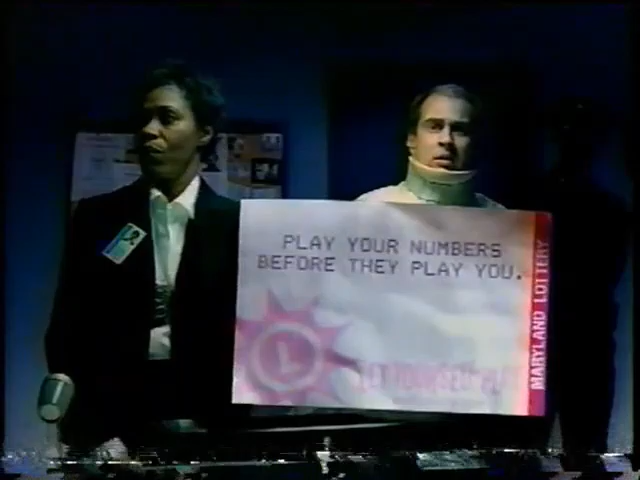 PLAY YOUR NUMBERS
BEFORE THEY PLAY YOU.
MARYLAND LOTTERY
L